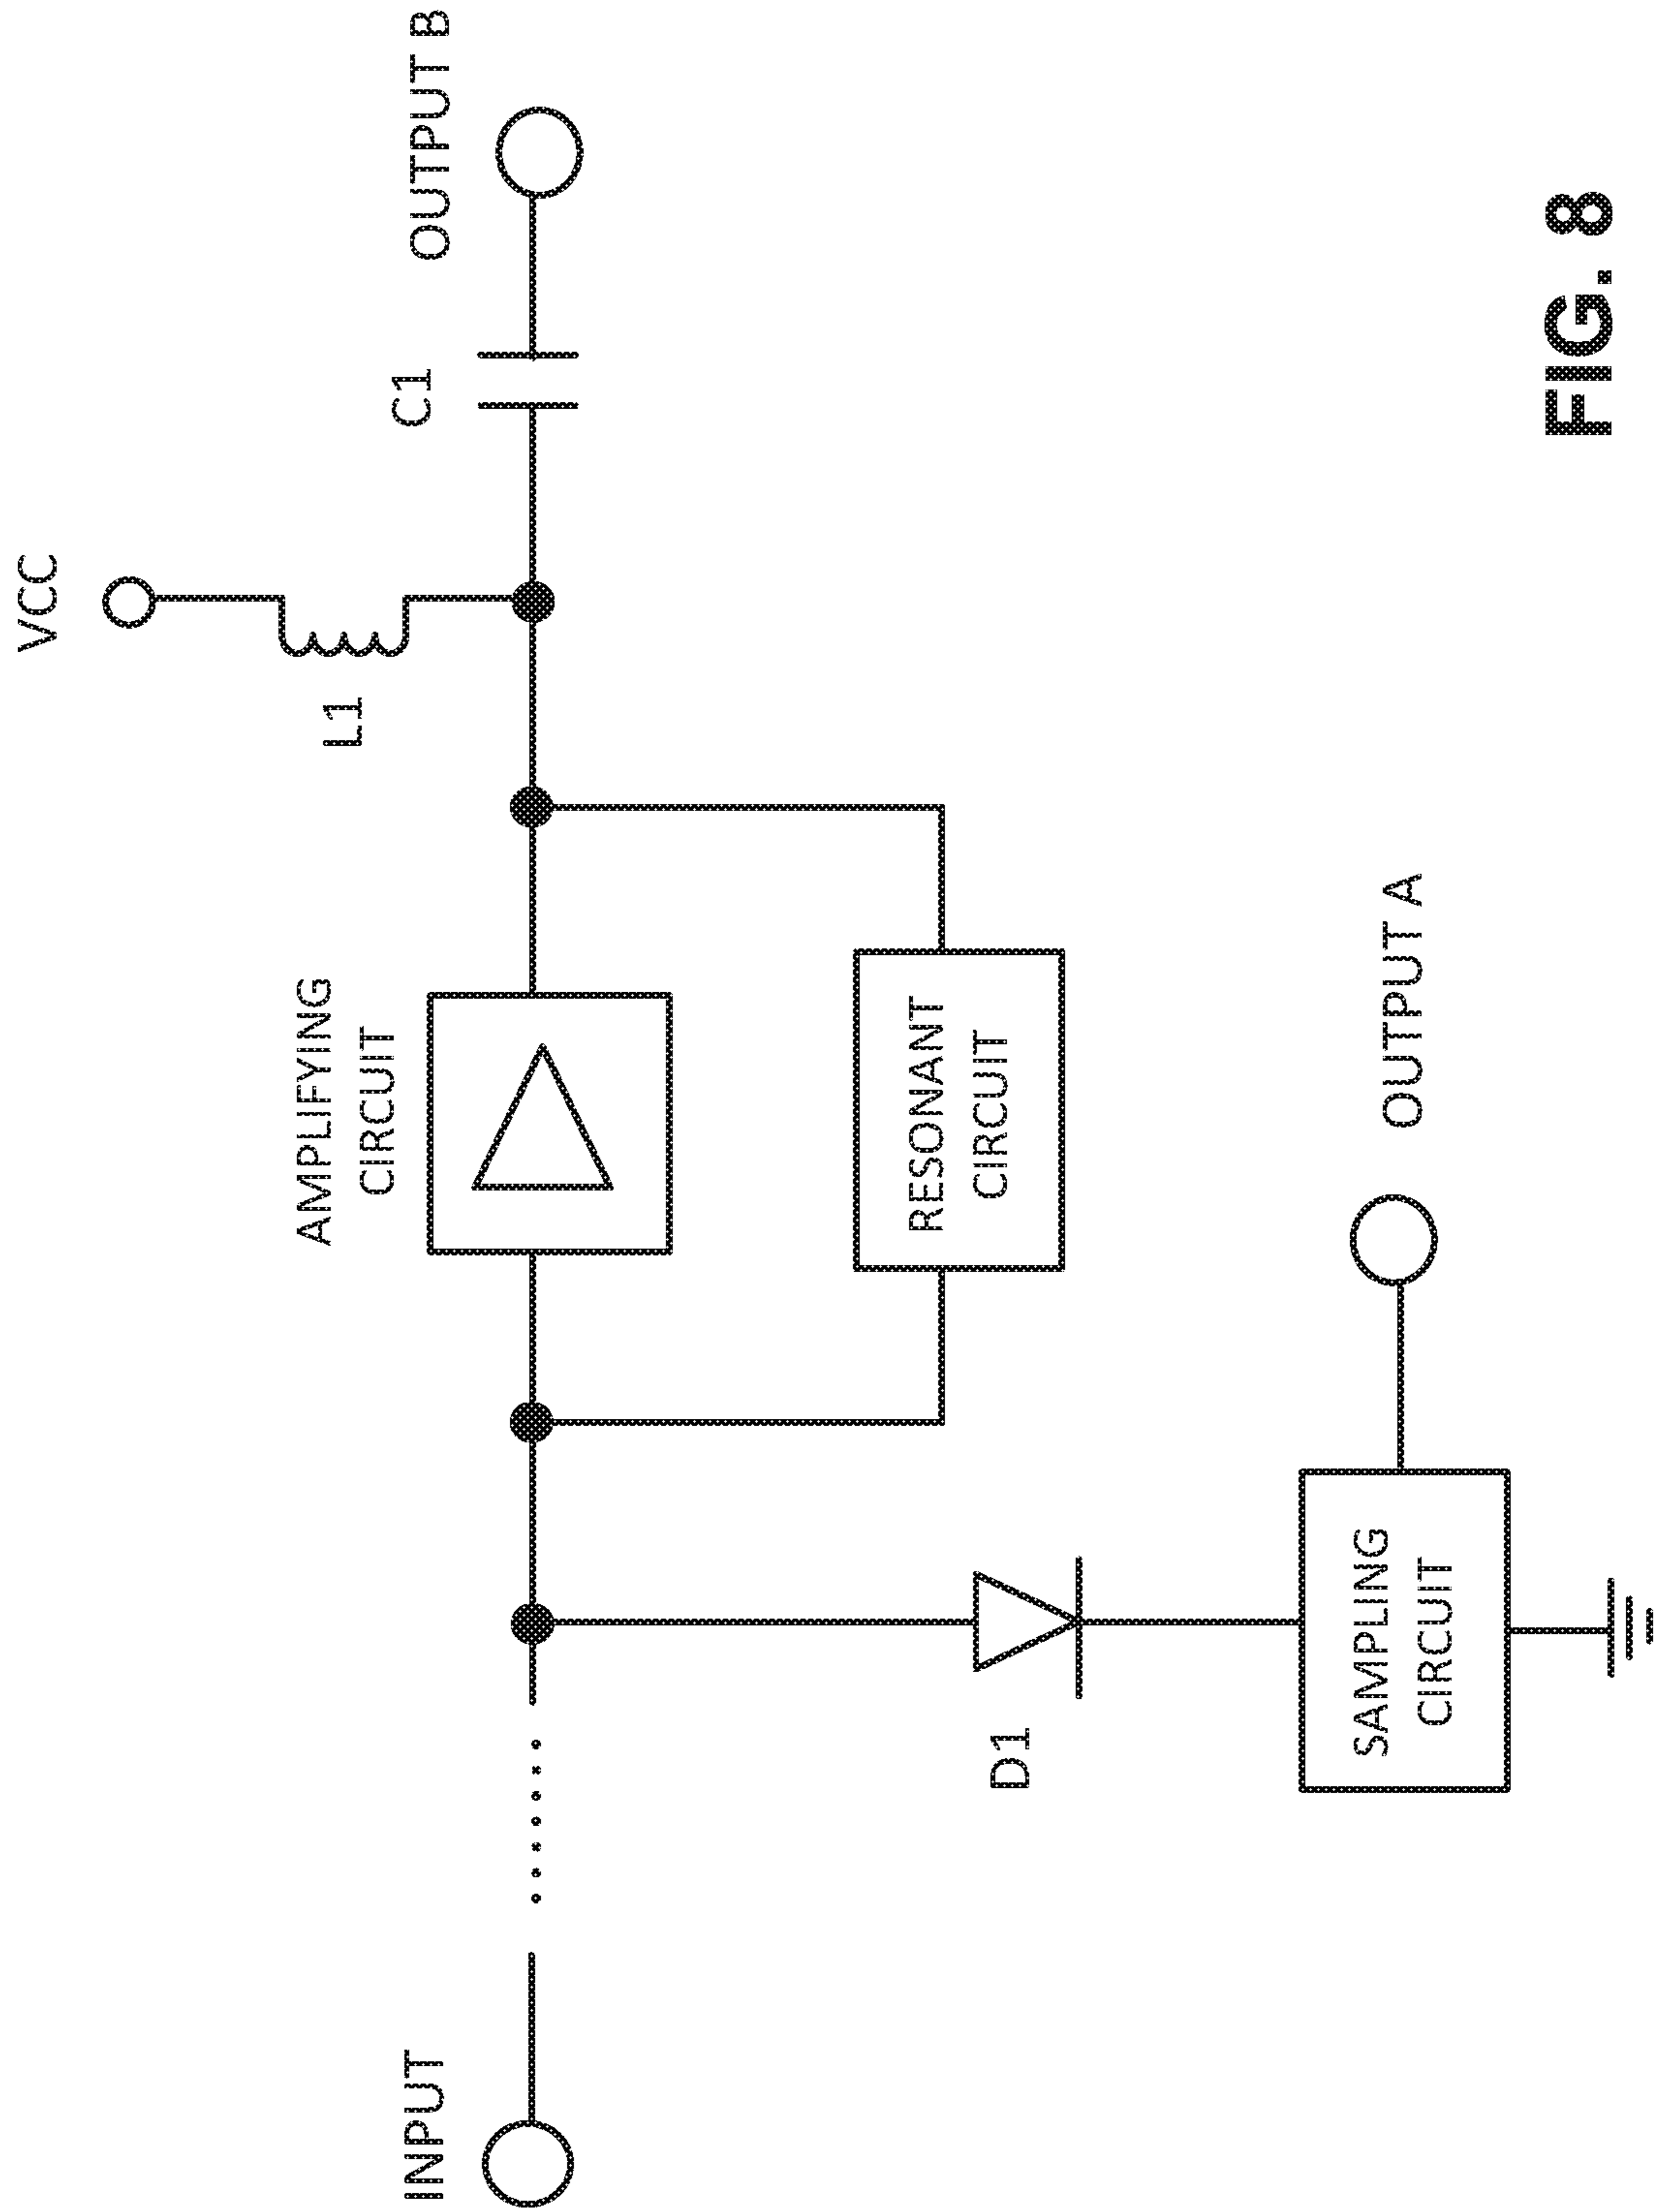 VCC
L1
C1
OUTPUT B
AMPLIFYING
CIRCUIT
INPUT
RESONANT
CIRCUIT
D1
OUTPUT A
SAMPLING
CIRCUIT
FIG. 8